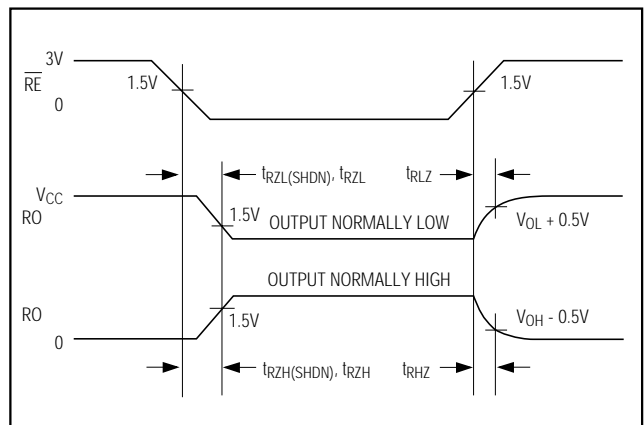 3V
RE
1.5V
1.5V
0
tRZL(SHDN), tRZL
tRLZ
VCC
RO
1.5V
OUTPUT NORMALLY LOW
VOL + 0.5V
OUTPUT NORMALLY HIGH
RO
1.5V
VOH - 0.5V
0
tRZH(SHDN), tRZH
tRHZ